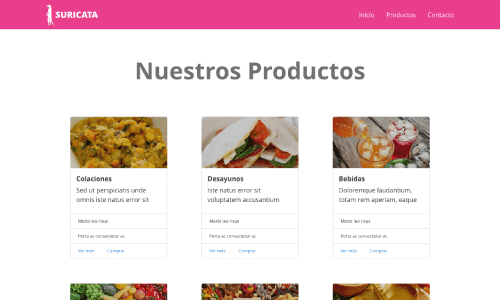 SURICATA
Inicio Productos Contacto
Nuestros Productos
Colaciones
Sed ut perspiciatis unde
omnis iste natus error sit
Morbi leo risus
Porta ac consectetur ac
Ver más Comprar
Desayunos
Iste natus error sit
voluptatem accusantium
Morbi leo risus
Porta ac consectetur ac
Ver más Comprar
Bebidas
Doloremque laudantium,
totam rem aperiam, eaque
Morbi leo risus
Porta ac consectetur ac
Ver más Comprar